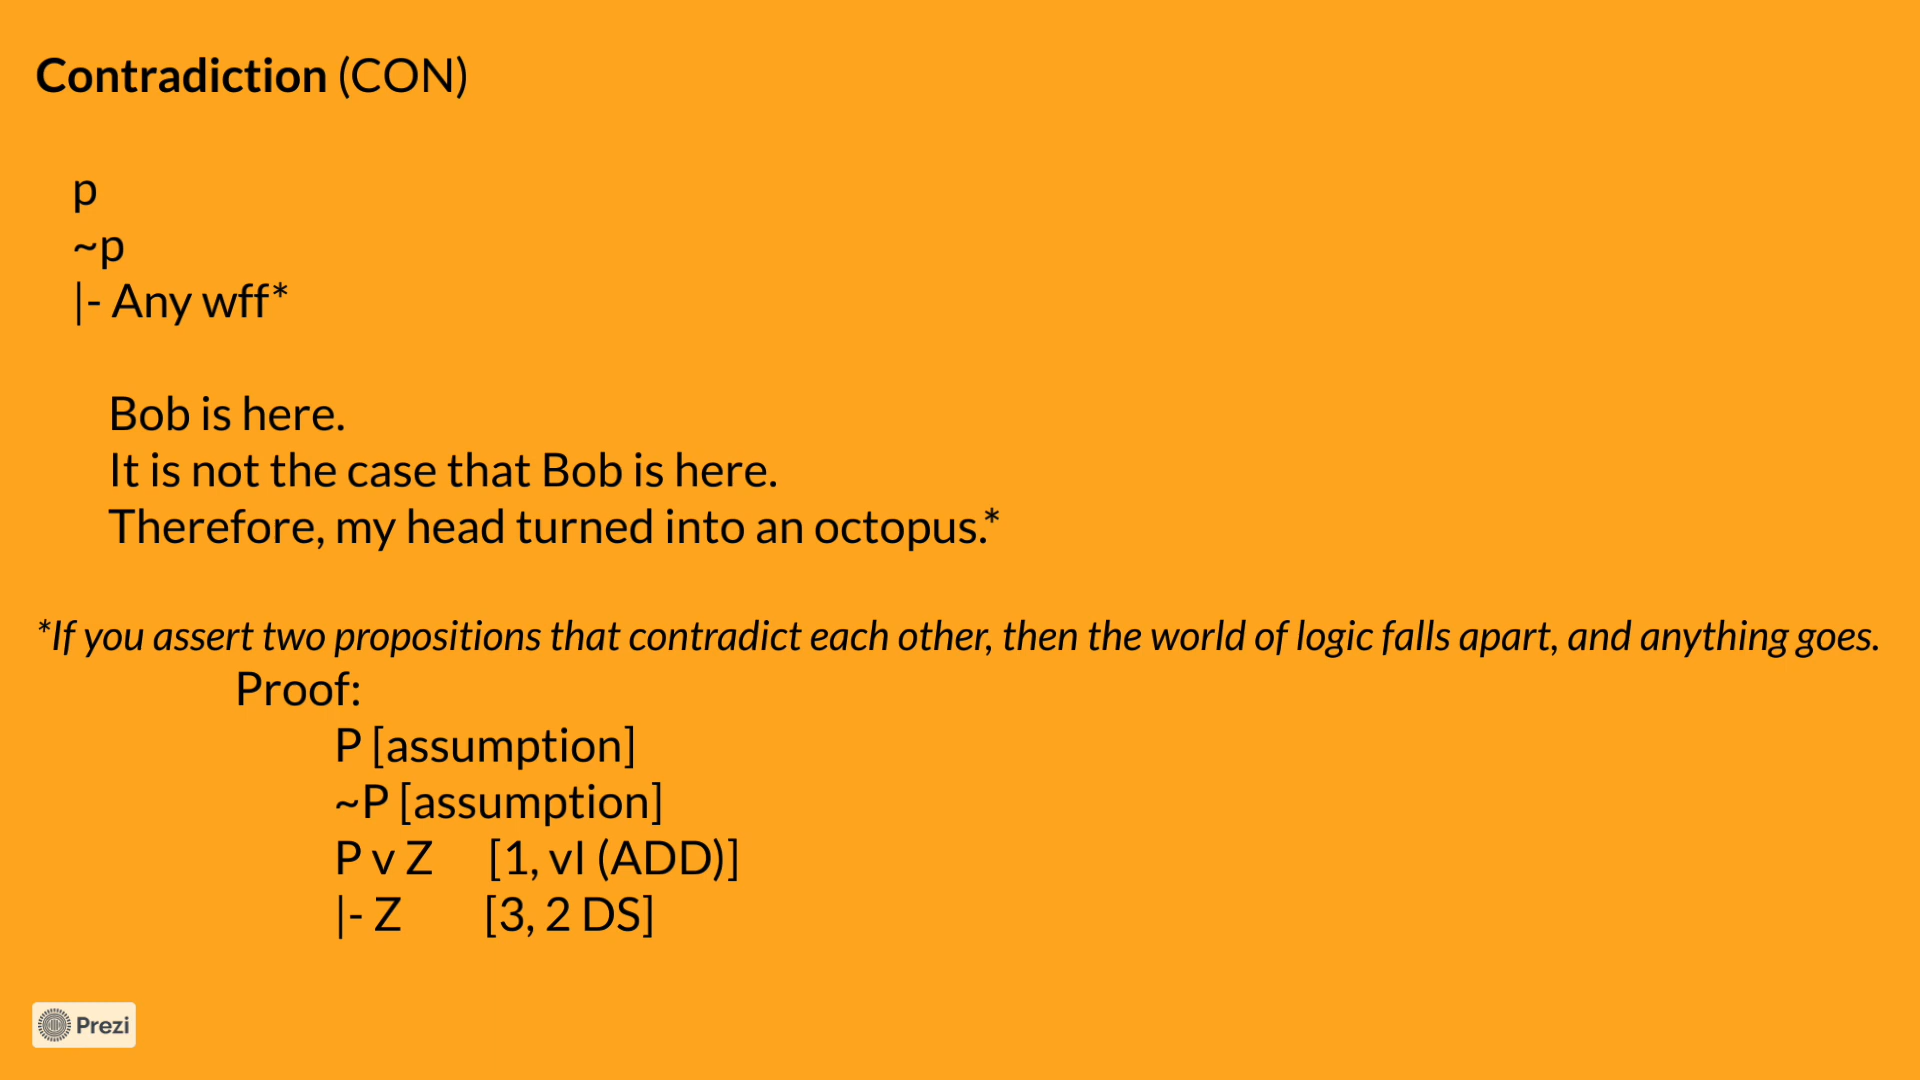 Contradiction (CON)
p
~p
|- Any wff*
Bob is here.
It is not the case that Bob is here.
Therefore, my head turned into an octopus.*
*If you assert two propositions that contradict each other, then the world of logic falls apart, and anything goes.
Proof:
P [assumption]
~P [assumption]
P v Z [1, vI (ADD)]
|- Z [3, 2 DS]
Prezi